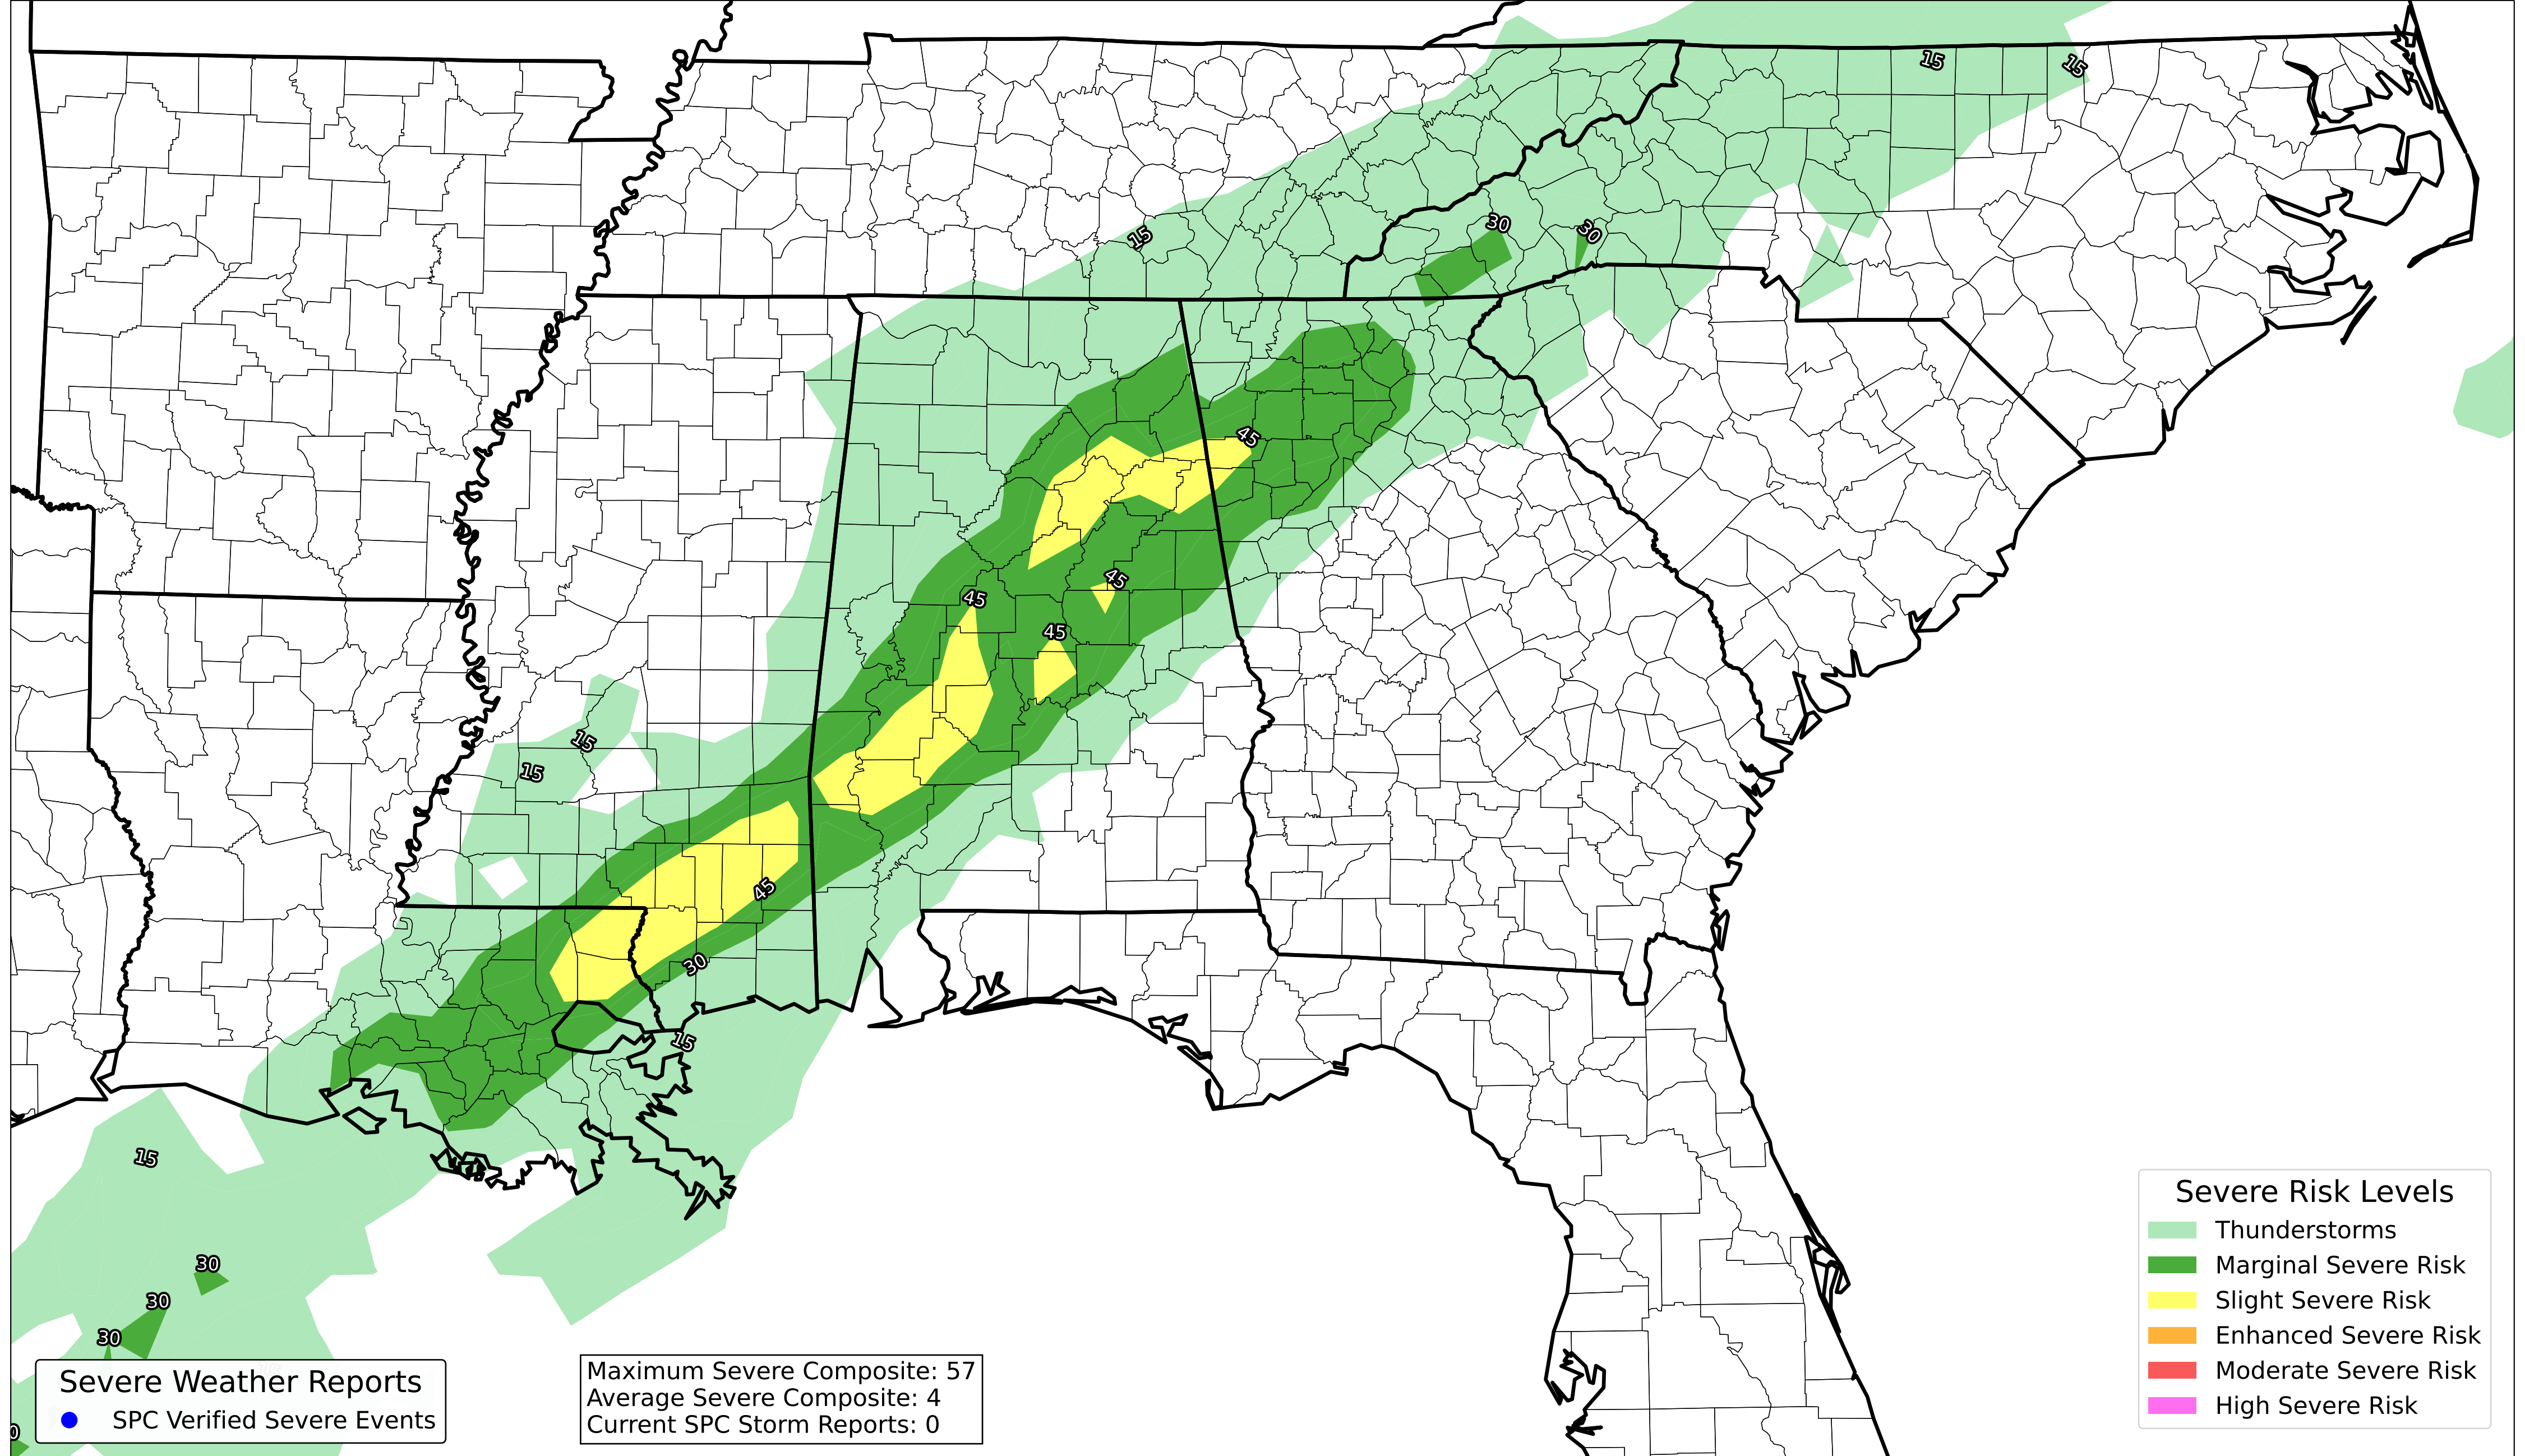 15
15
30
30
15
45
45
45
45
15
15
45
30
15
15
30
30
30
0
Severe Risk Levels
Thunderstorms
Marginal Severe Risk
Slight Severe Risk
Enhanced Severe Risk
Moderate Severe Risk
High Severe Risk
Severe Weather Reports
SPC Verified Severe Events
Maximum Severe Composite: 57
Average Severe Composite: 4
Current SPC Storm Reports: 0